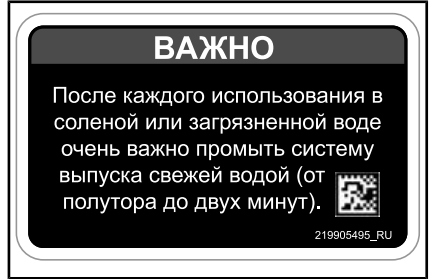 ВАЖНО
После каждого использования в
соленой или загрязненной воде
очень важно промыть систему
выпуска свежей водой (от
полутора до двух минут).
219905495_RU